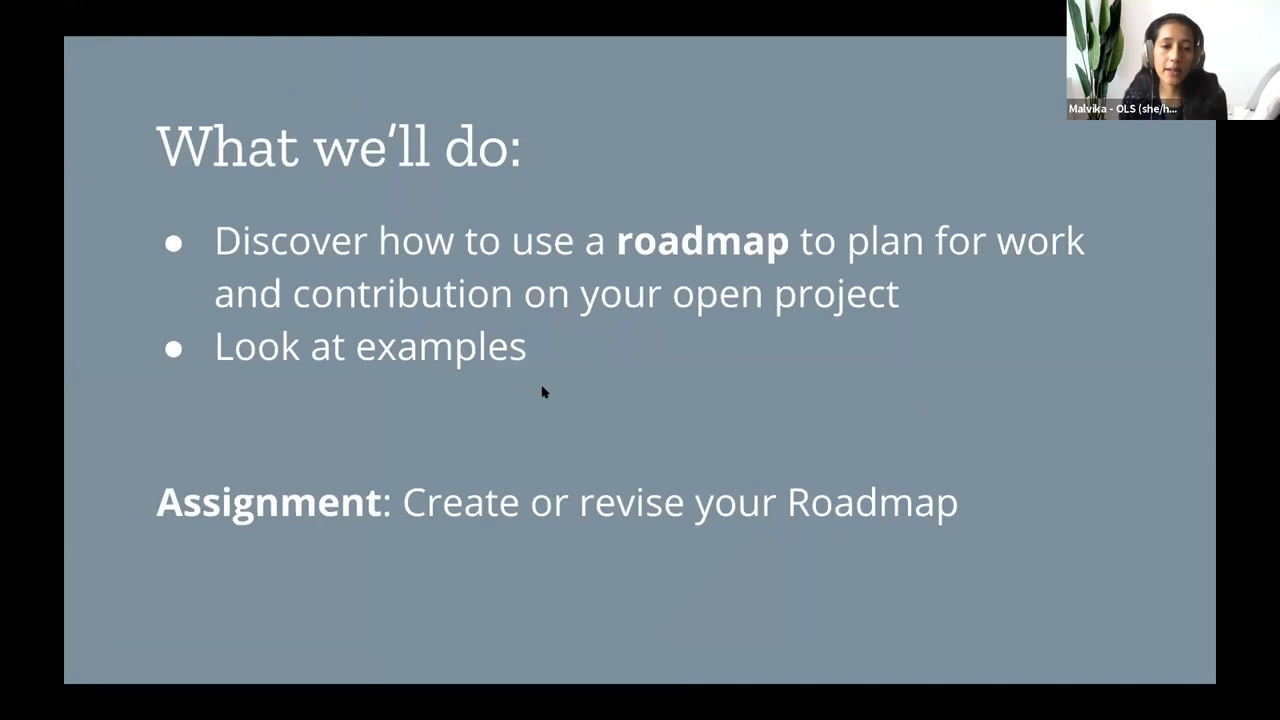 Malvika - OLS (she/h...
What we'll do:
● Discover how to use a roadmap to plan for work
and contribution on your open project
● Look at examples
Assignment: Create or revise your Roadmap